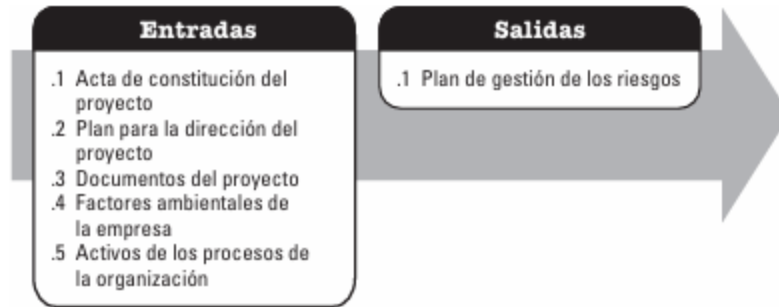 Entradas
.1 Acta de constitución del
proyecto
.2 Plan para la dirección del
proyecto
.3 Documentos del proyecto
.4 Factores ambientales de
la empresa
.5 Activos de los procesos de
la organización
Salidas
.1 Plan de gestión de los riesgos